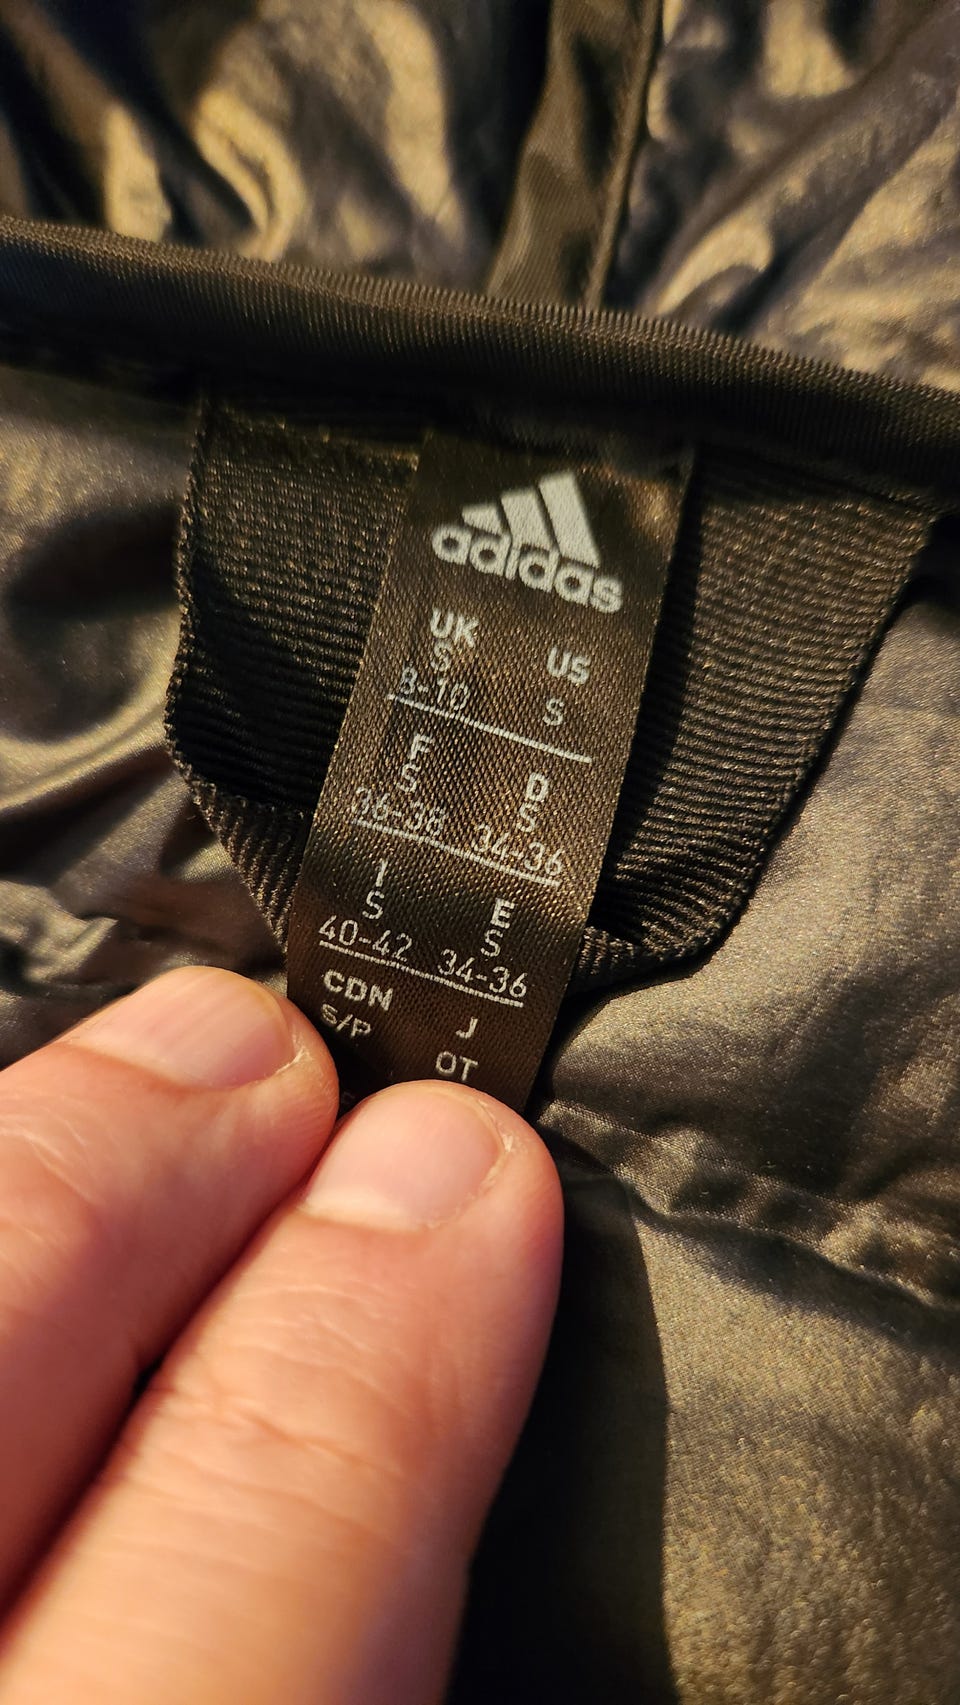 adidas
UK US
S
8-10 S
F D
S S
36-38 34-36
I E
S S
40-42 34-36
CDN J
S/P OT